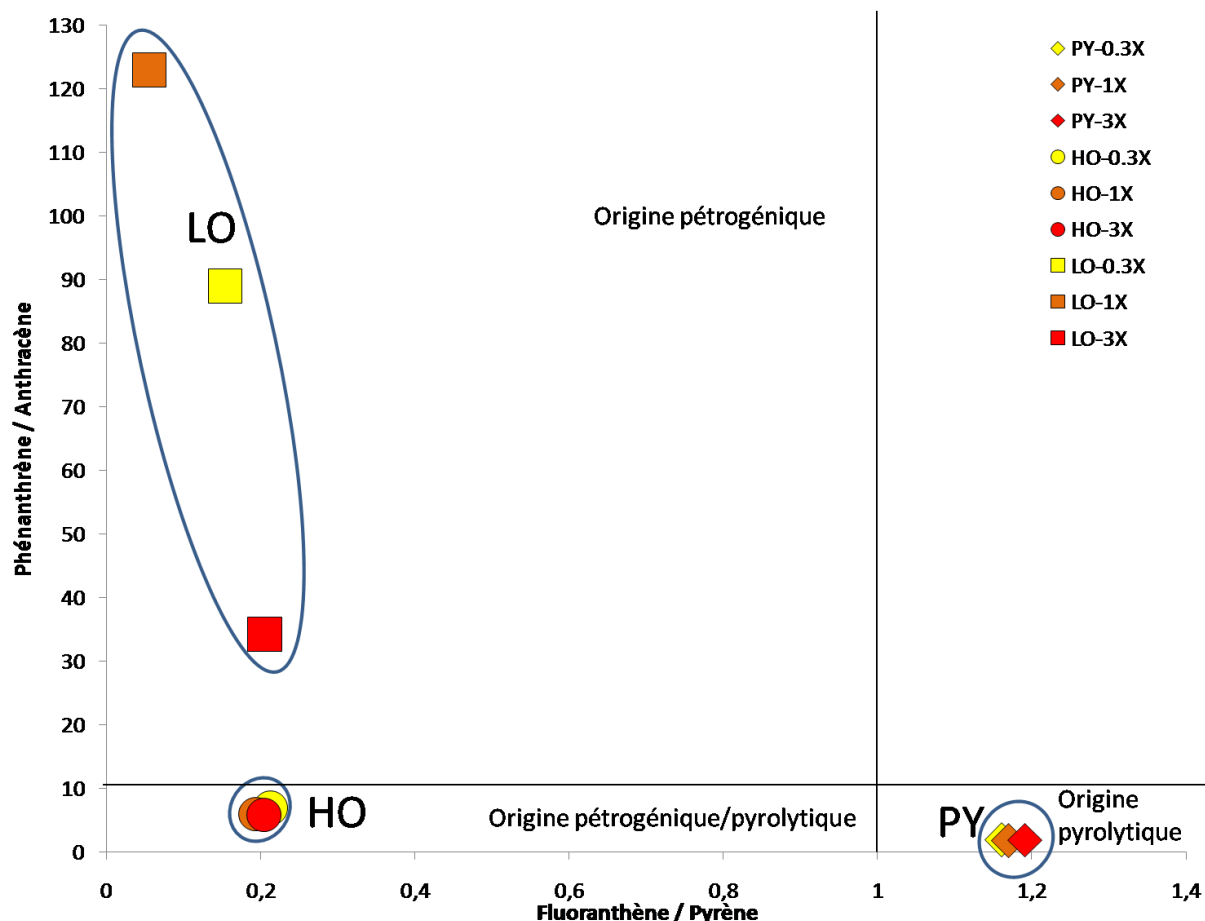 130
120
110
100
90
80
70
60
50
40
30
20
10
0
Phénanthrène / Anthracène
LO
Origine pétrogénique
PY-0.3X
PY-1X
PY-3X
HO-0.3X
HO-1X
HO-3X
LO-0.3X
LO-1X
LO-3X
HO
Origine pétrogénique/pyrolytique
PY
Origine
pyrolytique
0
0,2
0,4
0,6
0,8
1
1,2
1,4
Fluoranthène / Pyrène